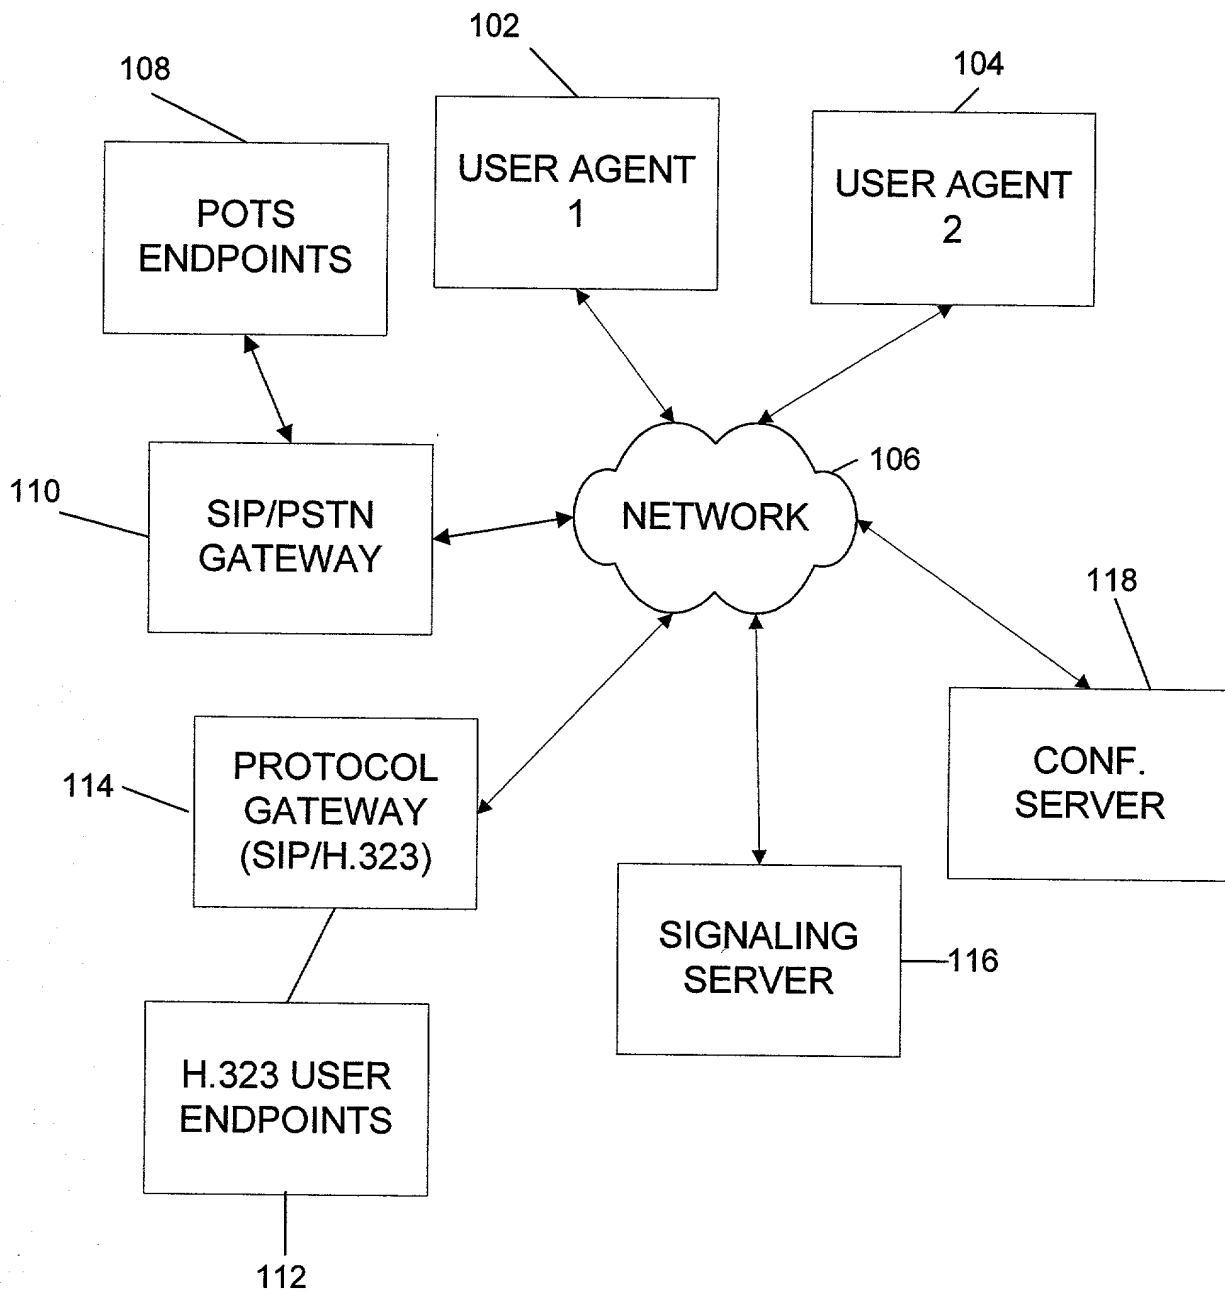 102
108
104
USER AGENT
1
USER AGENT
2
POTS
ENDPOINTS
106
110
SIP/PSTN
GATEWAY
NETWORK
118
PROTOCOL
GATEWAY
(SIP/H.323)
114
CONF.
SERVER
SIGNALING
SERVER
116
H.323 USER
ENDPOINTS
112